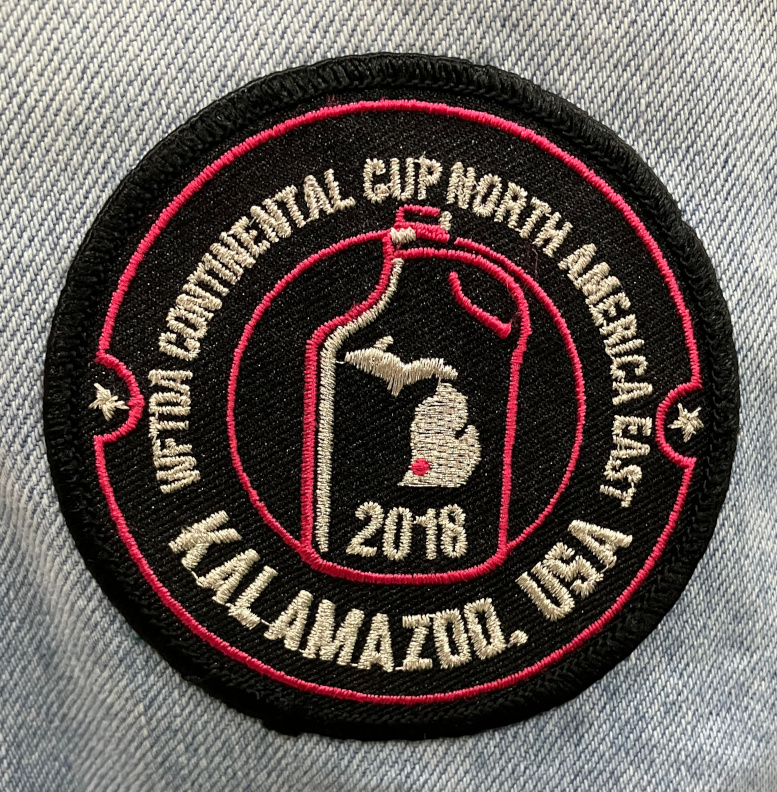 WFTDA CONTINENTAL CUP NORTH AMERICA EAST
2018
KALAMAZOO, USA